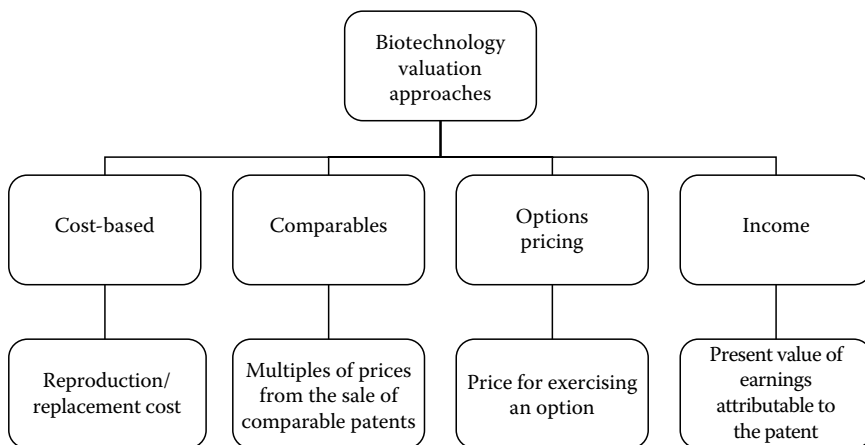 Biotechnology
valuation
approaches
Cost-based
Comparables
Options
pricing
Income
Reproduction/
replacement cost
Multiples of prices
from the sale of
comparable patents
Price for exercising
an option
Present value of
earnings
attributable to
the patent